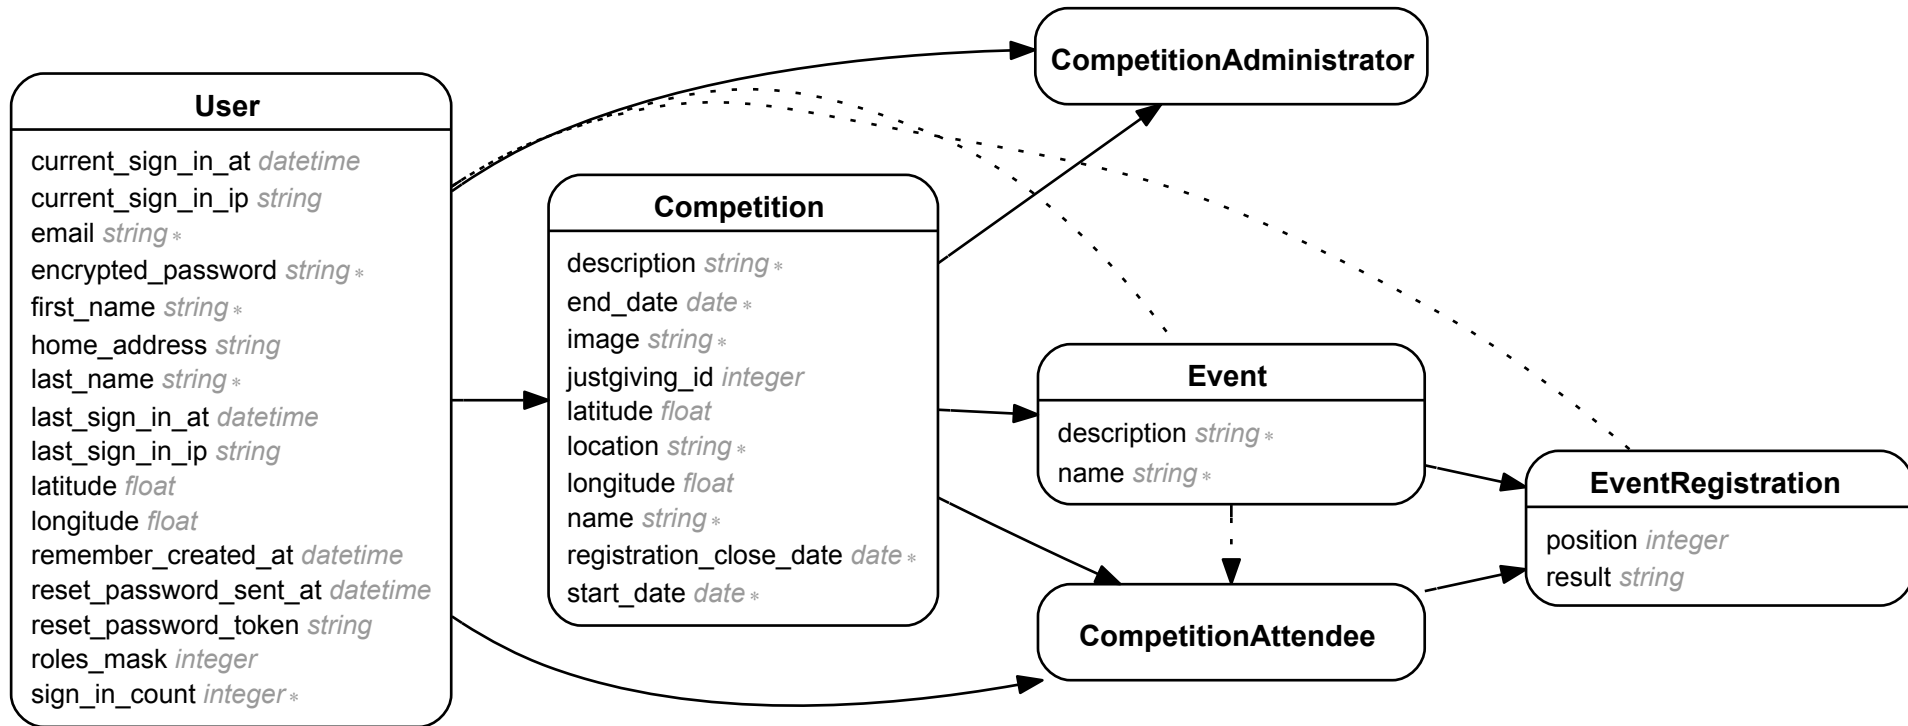 User
current_sign_in_at datetime
current_sign_in_ip string
email string *
encrypted_password string *
first_name string *
home_address string
last_name string *
last_sign_in_at datetime
last_sign_in_ip string
latitude float
longitude float
remember_created_at datetime
reset_password_sent_at datetime
reset_password_token string
roles_mask integer
sign_in_count integer *
Competition
description string *
end_date date *
image string *
justgiving_id integer
latitude float
location string *
longitude float
name string *
registration_close_date date *
start_date date *
CompetitionAdministrator
Event
description string *
name string *
CompetitionAttendee
EventRegistration
position integer
result string